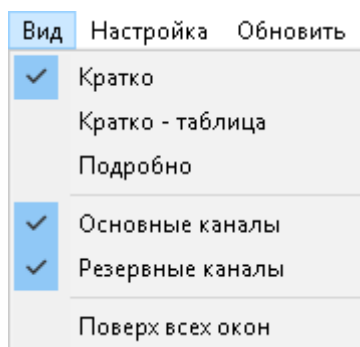 Вид Настройка Обновить
Кратко
Кратко - таблица
Подробно
Основные каналы
Резервные каналы
Поверх всех окон